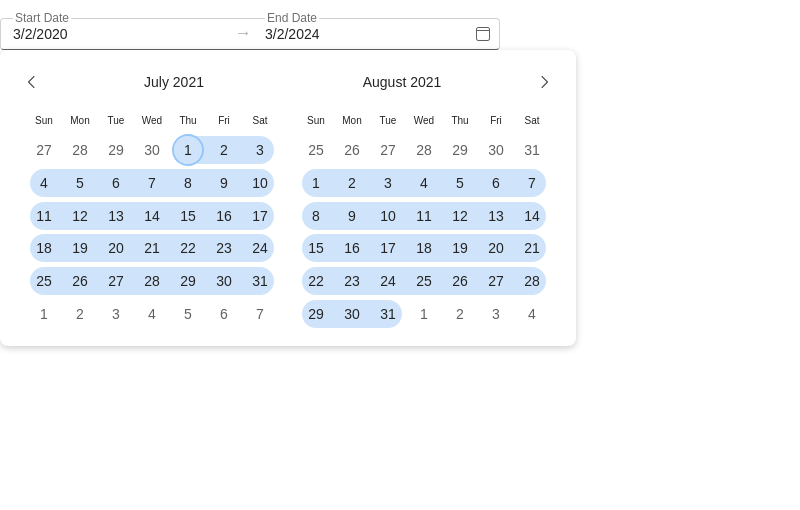 Start Date End Date
3/2/2020 → 3/2/2024
July 2021 August 2021
Sun Mon Tue Wed Thu Fri Sat Sun Mon Tue Wed Thu Fri Sat
27 28 29 30 1 2 3 25 26 27 28 29 30 31
4 5 6 7 8 9 10 1 2 3 4 5 6 7
11 12 13 14 15 16 17 8 9 10 11 12 13 14
18 19 20 21 22 23 24 15 16 17 18 19 20 21
25 26 27 28 29 30 31 22 23 24 25 26 27 28
1 2 3 4 5 6 7 29 30 31 1 2 3 4